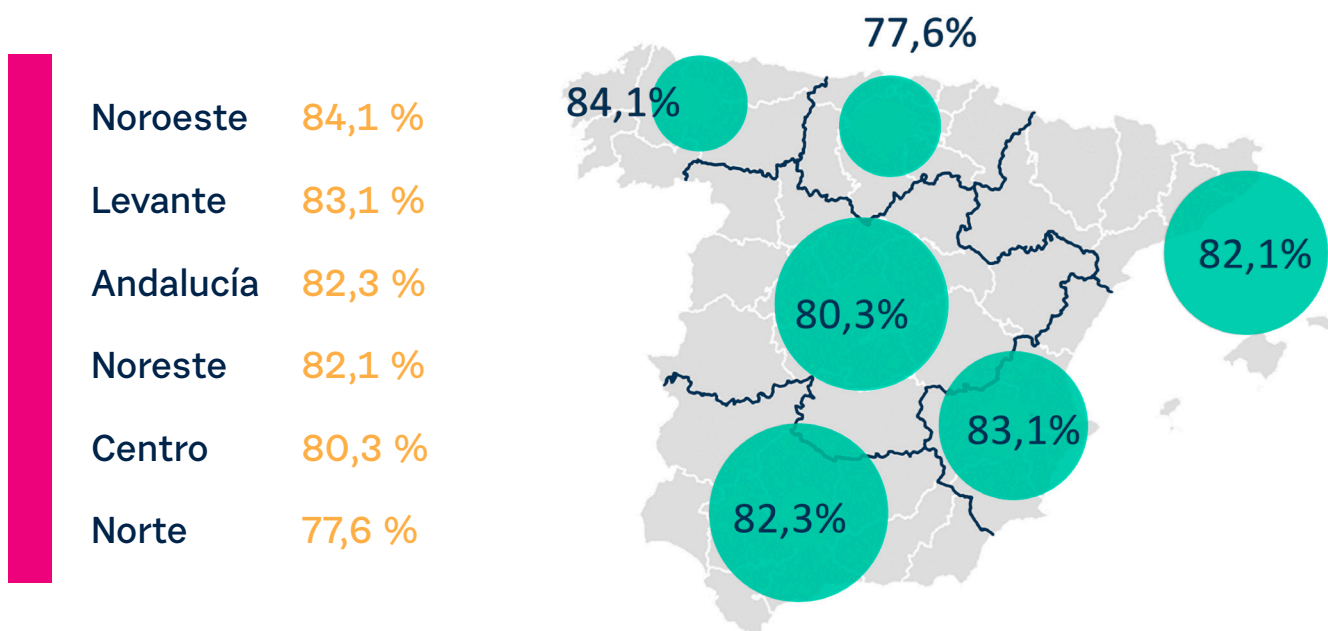 Noroeste 84,1 %
Levante 83,1 %
Andalucía 82,3 %
Noreste 82,1 %
Centro 80,3 %
Norte 77,6 %
77,6%
84,1%
82,1%
80,3%
83,1%
82,3%